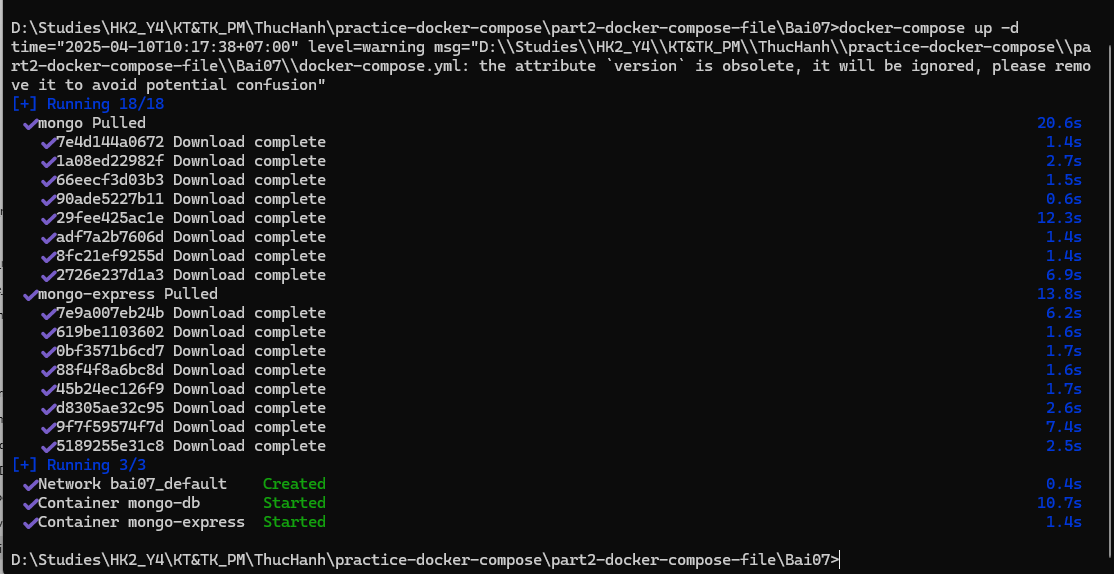 D:\Studies\HK2_Y4\KT&TK_PM\ThucHanh\practice-docker-compose\part2-docker-compose-file\Bai07>docker-compose up -d
time="2025-04-10T10:17:38+07:00" level=warning msg="D:\\Studies\\HK2_Y4\\KT&TK_PM\\ThucHanh\\practice-docker-compose\\pa
rt2-docker-compose-file\\Bai07\\docker-compose.yml: the attribute `version` is obsolete, it will be ignored, please remo
ve it to avoid potential confusion"
[+] Running 18/18
✔mongo Pulled 20.6s
✔7e4d144a0672 Download complete 1.4s
✔1a08ed22982f Download complete 2.7s
✔66eecf3d03b3 Download complete 1.5s
✔90ade5227b11 Download complete 0.6s
✔29fee425ac1e Download complete 12.3s
✔adf7a2b7606d Download complete 1.4s
✔8fc21ef9255d Download complete 1.4s
✔2726e237d1a3 Download complete 6.9s
✔mongo-express Pulled 13.8s
✔7e9a007eb24b Download complete 6.2s
✔619be1103602 Download complete 1.6s
✔0bf3571b6cd7 Download complete 1.7s
✔88f4f8a6bc8d Download complete 1.6s
✔45b24ec126f9 Download complete 1.7s
✔d8305ae32c95 Download complete 2.6s
✔9f7f59574f7d Download complete 7.4s
✔5189255e31c8 Download complete 2.5s
[+] Running 3/3
✔Network bai07_default Created 0.4s
✔Container mongo-db Started 10.7s
✔Container mongo-express Started 1.4s
D:\Studies\HK2_Y4\KT&TK_PM\ThucHanh\practice-docker-compose\part2-docker-compose-file\Bai07>